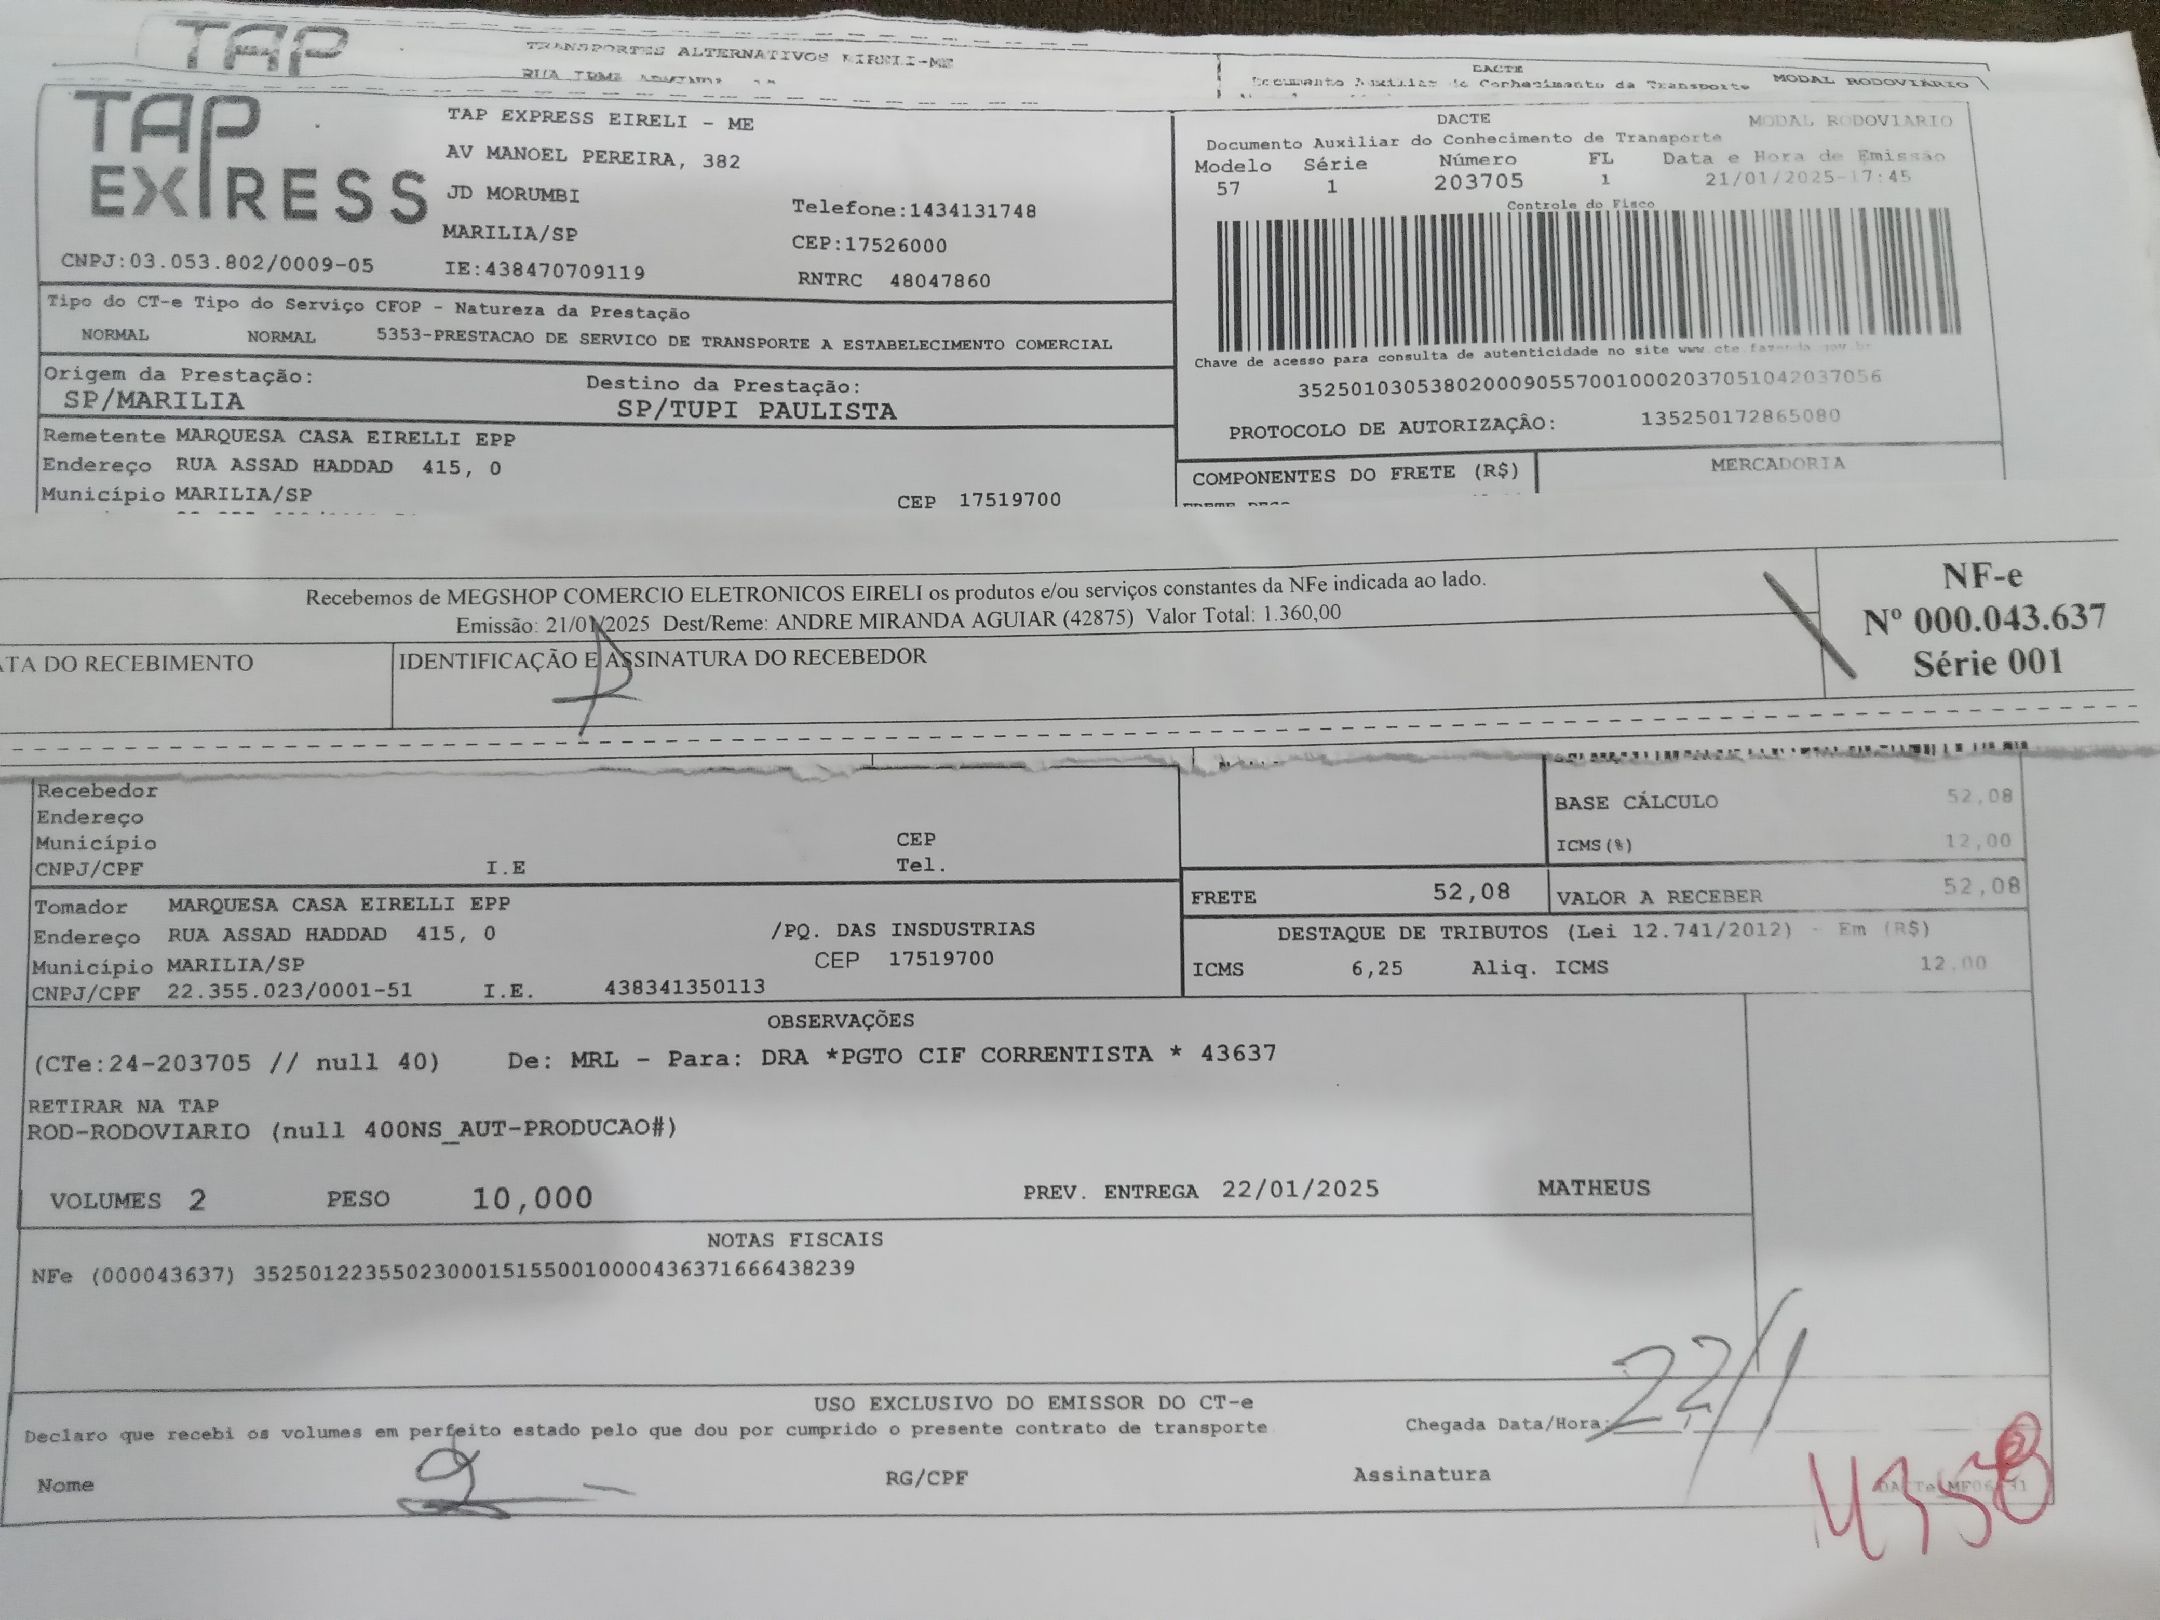 TAP
TRANSPORTES ALTERNATIVOS EIRELI-ME
RUA
DACTE
Documento Auxiliar do Conhecimento de Transporte
MODAL RODOVIÁRIO
TAP
EXPRESS
CNPJ:03.053.802/0009-05
TAP EXPRESS EIRELI - ME
AV MANOEL PEREIRA, 382
JD MORUMBI
MARILIA/SP
IE:438470709119
Telefone:1434131748
CEP:17526000
RNTRC 48047860
DACTE
MODAL RODOVIARIO
Documento Auxiliar do Conhecimento de Transporte
Modelo Série Número FL Data e Hora de Emissão
57 1 203705 1 21/01/2025-17:45
Controle do Fisco
Chave de acesso para consulta de autenticidade no site www.cte.fazenda.gov.br
35250103053802000905570010002037051042037056
PROTOCOLO DE AUTORIZAÇÃO: 135250172865080
Tipo do CT-e Tipo do Serviço CFOP - Natureza da Prestação
NORMAL NORMAL 5353-PRESTACAO DE SERVICO DE TRANSPORTE A ESTABELECIMENTO COMERCIAL
Origem da Prestação: Destino da Prestação:
SP/MARILIA SP/TUPI PAULISTA
Remetente MARQUESA CASA EIRELLI EPP
Endereço RUA ASSAD HADDAD 415, 0
Município MARILIA/SP CEP 17519700
COMPONENTES DO FRETE (R$) MERCADORIA
Recebemos de MEGSHOP COMERCIO ELETRONICOS EIRELI os produtos e/ou serviços constantes da NFe indicada ao lado.
Emissão: 21/01/2025 Dest/Reme: ANDRE MIRANDA AGUIAR (42875) Valor Total: 1.360,00
ATA DO RECEBIMENTO
IDENTIFICAÇÃO E ASSINATURA DO RECEBEDOR
NF-e
Nº 000.043.637
Série 001
Recebedor
Endereço
Município CEP
CNPJ/CPF I.E Tel.
BASE CÁLCULO 52,08
ICMS(%) 12,00
FRETE 52,08 VALOR A RECEBER 52,08
DESTAQUE DE TRIBUTOS (Lei 12.741/2012) - Em (R$)
ICMS 6,25 Aliq. ICMS 12,00
Tomador MARQUESA CASA EIRELLI EPP
Endereço RUA ASSAD HADDAD 415, 0 /PQ. DAS INSDUSTRIAS
Município MARILIA/SP CEP 17519700
CNPJ/CPF 22.355.023/0001-51 I.E. 438341350113
OBSERVAÇÕES
(CTe:24-203705 // null 40) De: MRL - Para: DRA *PGTO CIF CORRENTISTA * 43637
RETIRAR NA TAP
ROD-RODOVIARIO (null 400NS_AUT-PRODUCAO#)
VOLUMES 2 PESO 10,000 PREV. ENTREGA 22/01/2025 MATHEUS
NOTAS FISCAIS
NFe (000043637) 35250122355023000151550010000436371666438239
USO EXCLUSIVO DO EMISSOR DO CT-e
Declaro que recebi os volumes em perfeito estado pelo que dou por cumprido o presente contrato de transporte
Chegada Data/Hora: 22/1
Nome RG/CPF Assinatura